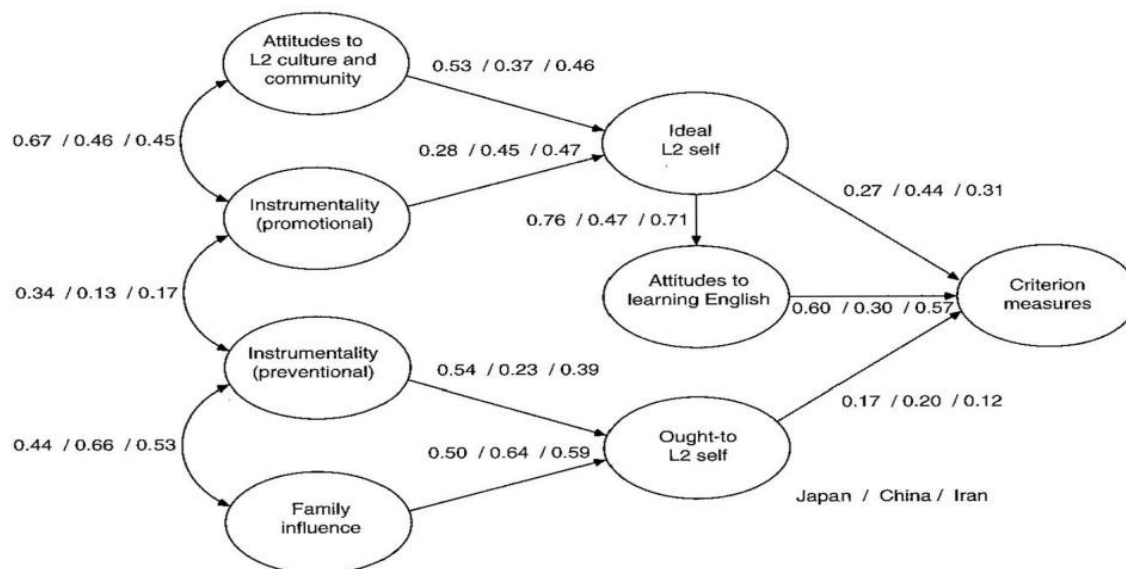 Attitudes to
L2 culture and
community
0.53 / 0.37 / 0.46
0.67 / 0.46 / 0.45
Ideal
L2 self
0.28 / 0.45 / 0.47
0.27 / 0.44 / 0.31
Instrumentality
(promotional)
0.76 / 0.47 / 0.71
Attitudes to
learning English
0.60 / 0.30 / 0.57
Criterion
measures
0.34 / 0.13 / 0.17
Instrumentality
(preventional)
0.54 / 0.23 / 0.39
0.17 / 0.20 / 0.12
0.44 / 0.66 / 0.53
0.50 / 0.64 / 0.59
Ought-to
L2 self
Family
influence
Japan / China / Iran